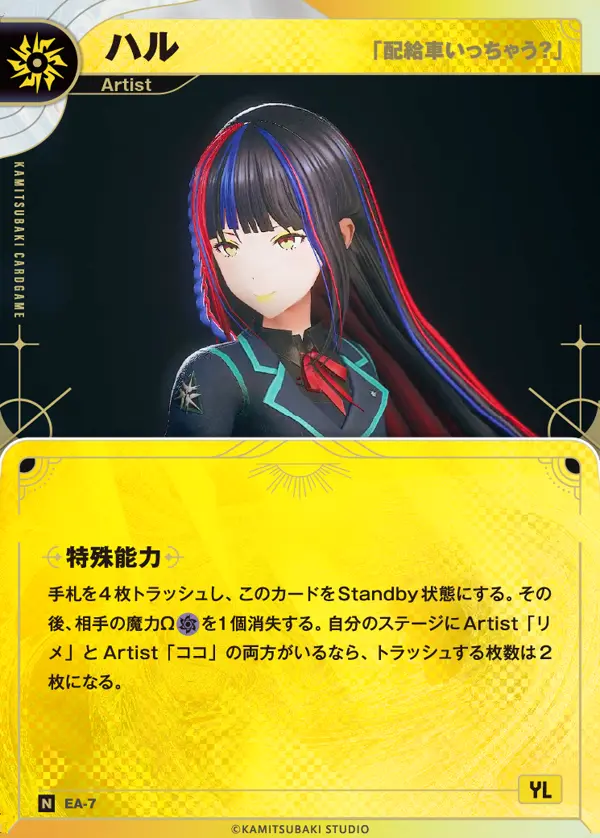 ハル
「配給車いっちゃう?」
Artist
KAMITSUBAKI CARDGAME
特殊能力
手札を4枚トラッシュし、このカードをStandby状態にする。その
後、相手の魔力Ωを1個消失する。自分のステージにArtist「リ
メ」とArtist「ココ」の両方がいるなら、トラッシュする枚数は2
枚になる。
YL
N EA-7
©KAMITSUBAKI STUDIO